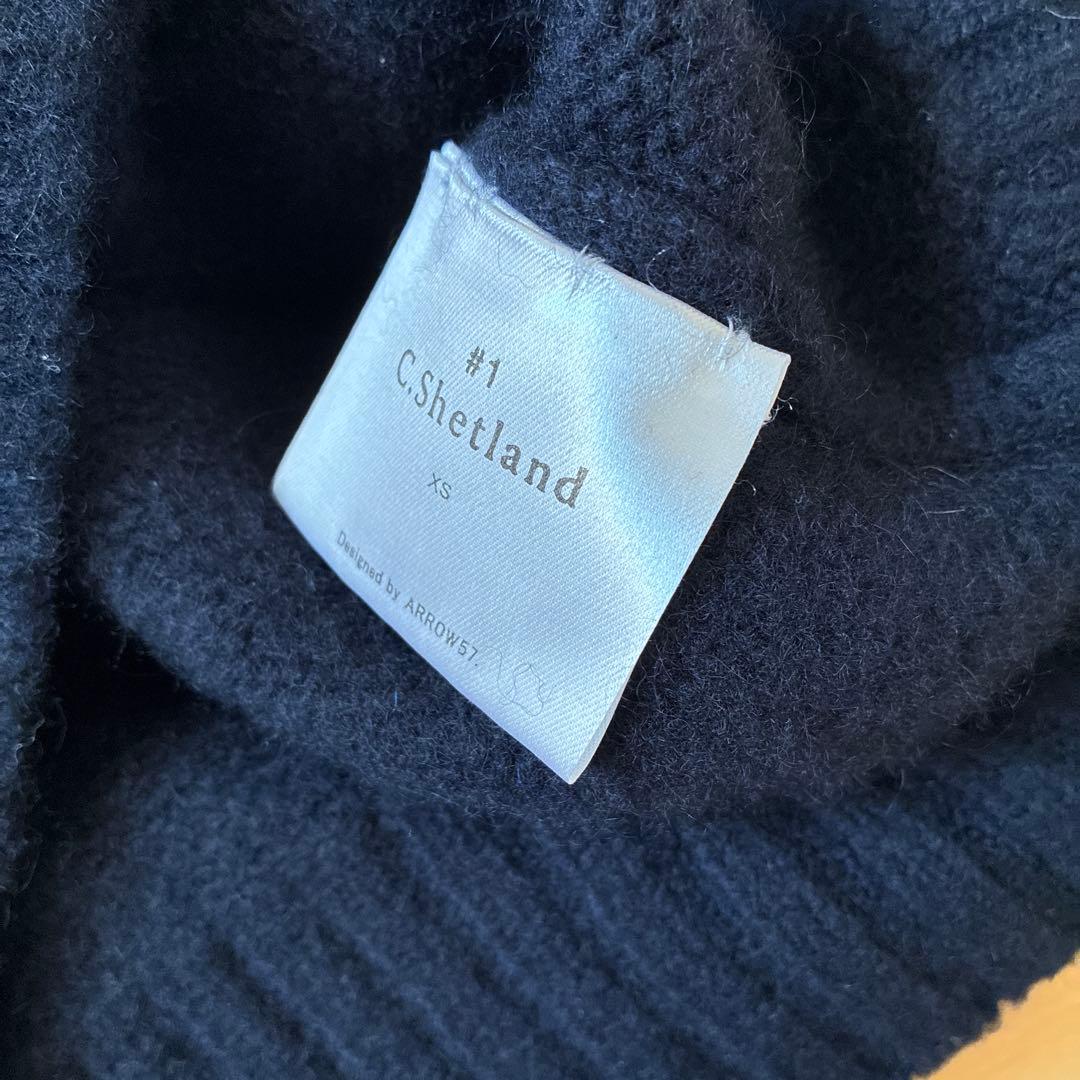 #1
C.Shetland
XS
Designed by ARROW57.